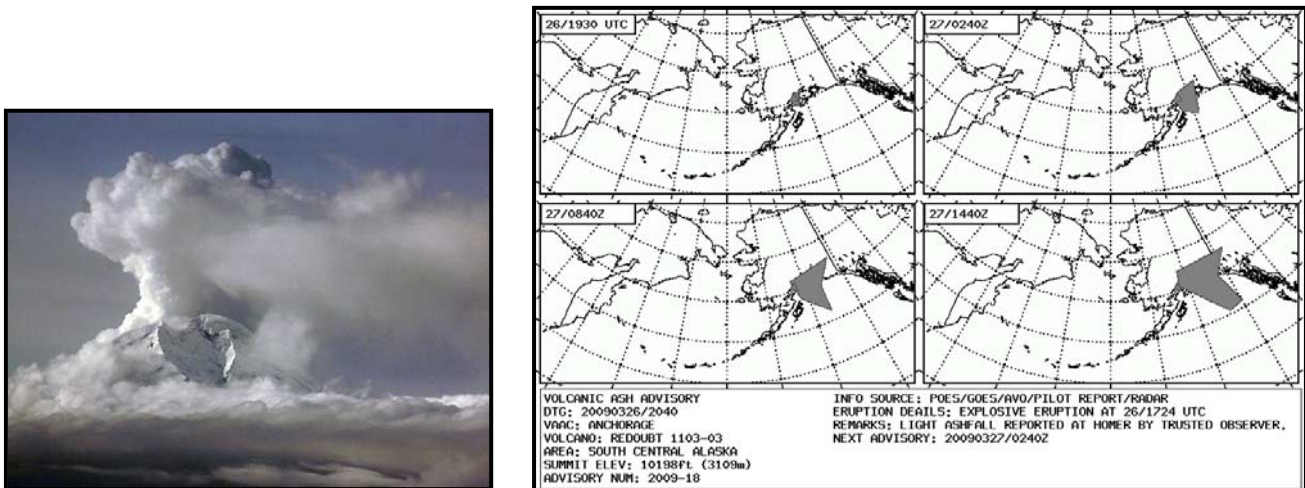 26/1930 UTC
27/0240Z
27/0840Z
27/1440Z
VOLCANIC ASH ADVISORY
DTG: 20090326/2040
VAAC: ANCHORAGE
VOLCANO: REDOUBT 1103-03
AREA: SOUTH CENTRAL ALASKA
SUMMIT ELEV: 10198ft (3109m)
ADVISORY NUM: 2009-18
INFO SOURCE: POES/GOES/AVO/PILOT REPORT/RADAR
ERUPTION DEAILS: EXPLOSIVE ERUPTION AT 26/1724 UTC
REMARKS: LIGHT ASHFALL REPORTED AT HOMER BY TRUSTED OBSERVER.
NEXT ADVISORY: 20090327/0240Z